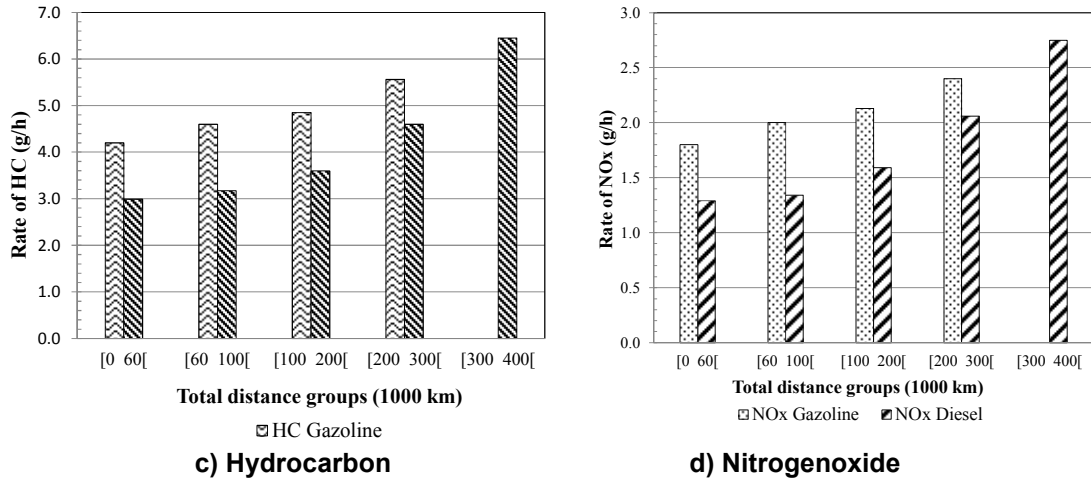 7.0
6.0
5.0
4.0
3.0
2.0
1.0
0.0
Rate of HC (g/h)
[0 60[ [60 100[ [100 200[ [200 300[ [300 400[
Total distance groups (1000 km)
HC Gazoline
c) Hydrocarbon
3.0
2.5
2.0
1.5
1.0
0.5
0.0
Rate of NOx (g/h)
[0 60[ [60 100[ [100 200[ [200 300[ [300 400[
Total distance groups (1000 km)
NOx Gazoline NOx Diesel
d) Nitrogenoxide